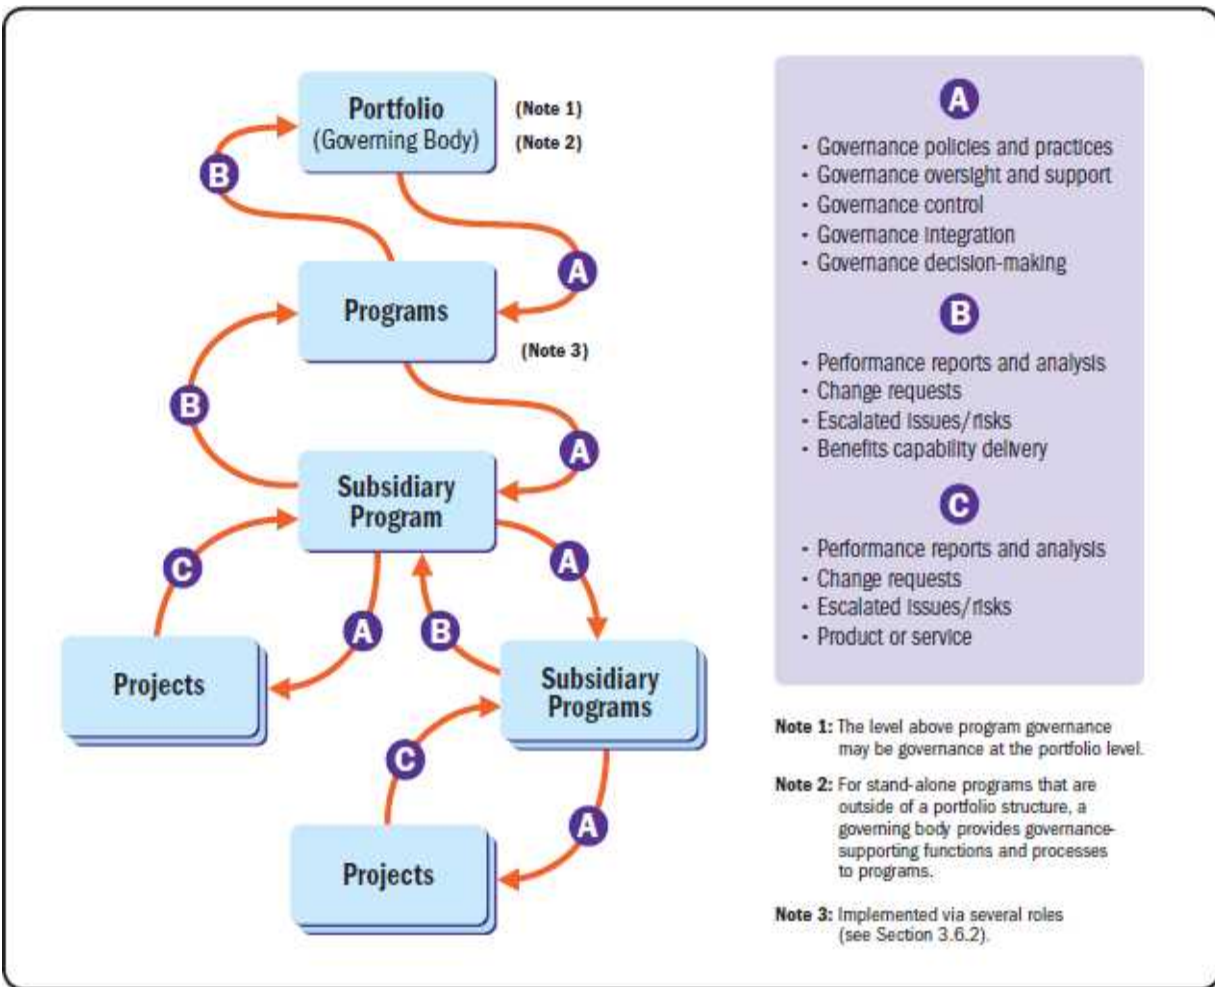 Portfolio
(Governing Body)
(Note 1)
(Note 2)
B
A
Programs
(Note 3)
B
A
Subsidiary
Program
C
A
A
B
Projects
Subsidiary
Programs
C
A
Projects
A
• Governance policies and practices
• Governance oversight and support
• Governance control
• Governance integration
• Governance decision-making
B
• Performance reports and analysis
• Change requests
• Escalated issues/risks
• Benefits capability delivery
C
• Performance reports and analysis
• Change requests
• Escalated issues/risks
• Product or service
Note 1: The level above program governance
may be governance at the portfolio level.
Note 2: For stand-alone programs that are
outside of a portfolio structure, a
governing body provides governance-
supporting functions and processes
to programs.
Note 3: Implemented via several roles
(see Section 3.6.2).